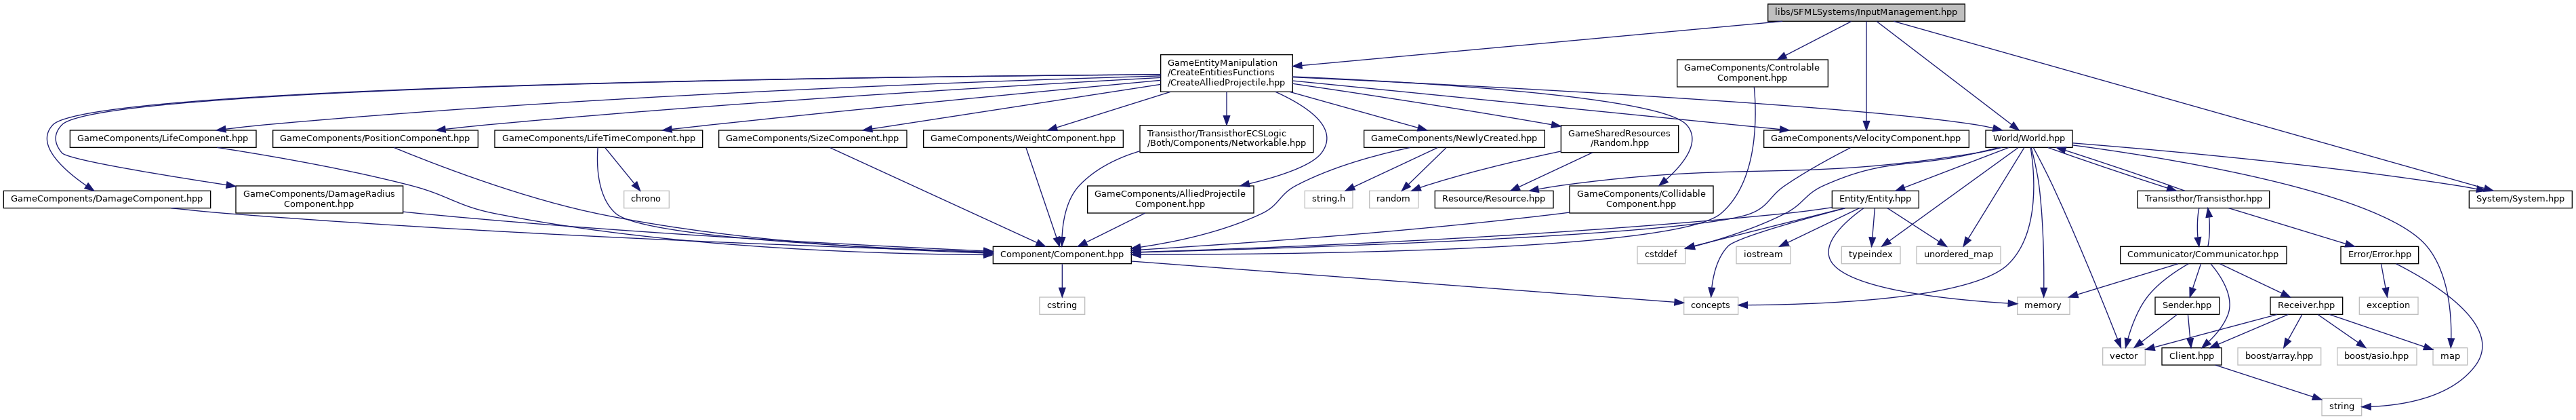 libs/SFMLSystems/InputManagement.hpp
GameEntityManipulation
/CreateEntitiesFunctions
/CreateAlliedProjectile.hpp
GameComponents/Controlable
Component.hpp
GameComponents/LifeComponent.hpp
GameComponents/PositionComponent.hpp
GameComponents/LifeTimeComponent.hpp
GameComponents/SizeComponent.hpp
GameComponents/WeightComponent.hpp
Transisthor/TransisthorECSLogic
/Both/Components/Networkable.hpp
GameComponents/NewlyCreated.hpp
GameSharedResources
/Random.hpp
GameComponents/VelocityComponent.hpp
World/World.hpp
GameComponents/DamageComponent.hpp
GameComponents/DamageRadius
Component.hpp
chrono
GameComponents/AlliedProjectile
Component.hpp
string.h
random
Resource/Resource.hpp
GameComponents/Collidable
Component.hpp
Entity/Entity.hpp
Transisthor/Transisthor.hpp
System/System.hpp
Component/Component.hpp
cstddef
iostream
typeindex
unordered_map
Communicator/Communicator.hpp
Error/Error.hpp
cstring
concepts
memory
Sender.hpp
Receiver.hpp
exception
vector
Client.hpp
boost/array.hpp
boost/asio.hpp
map
string